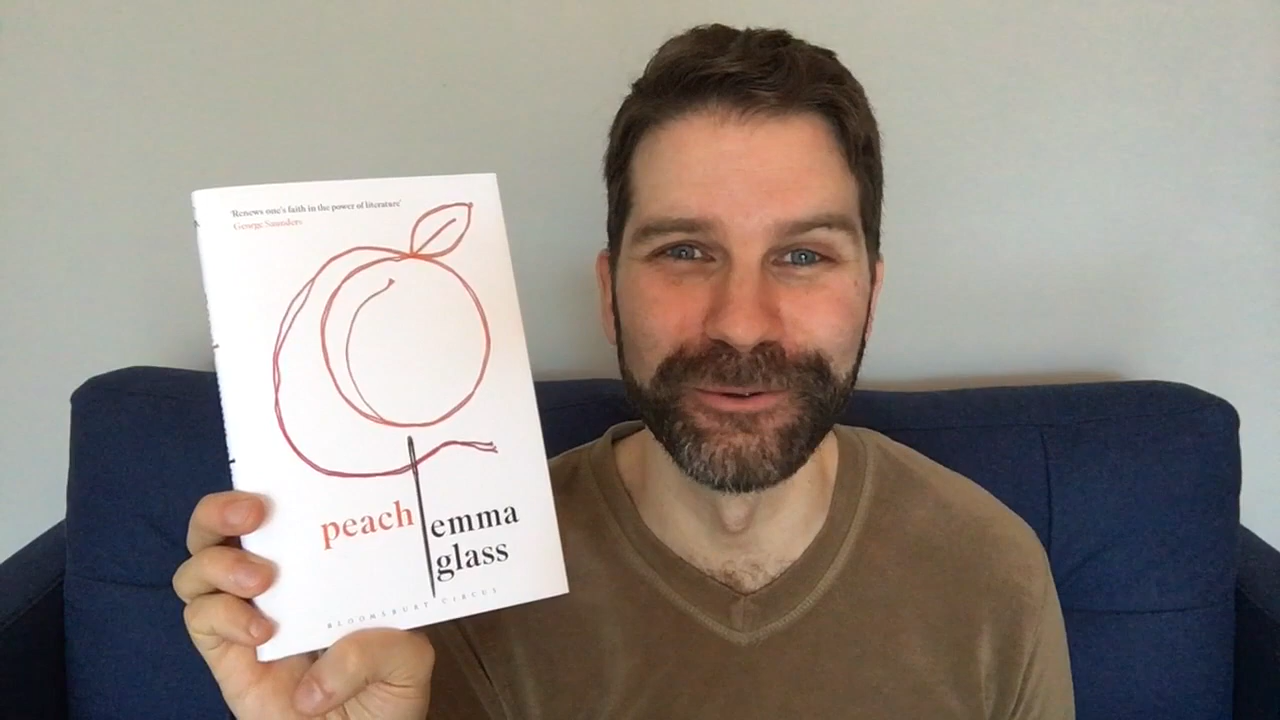 'Renews one's faith in the power of literature'
George Saunders
peach
emma
glass
BLOOMSBURY CIRCUS